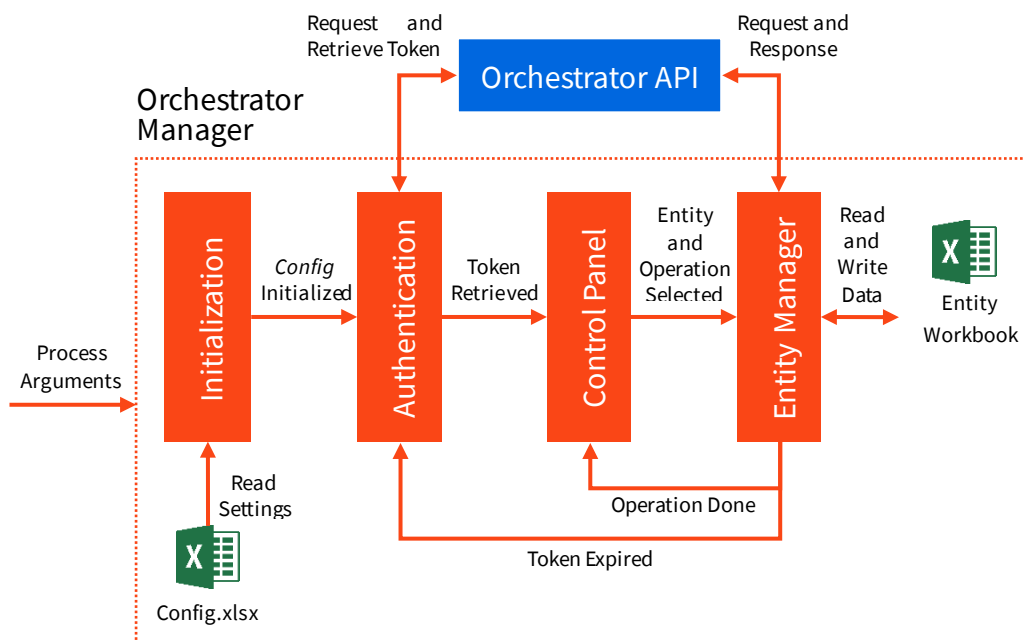 Request and
Retrieve Token
Request and
Response
Orchestrator API
Orchestrator
Manager
Initialization
Config
Initialized
Authentication
Token
Retrieved
Control Panel
Entity
and
Operation
Selected
Entity Manager
Read
and
Write
Data
X
Entity
Workbook
Process
Arguments
Read
Settings
X
Config.xlsx
Operation Done
Token Expired